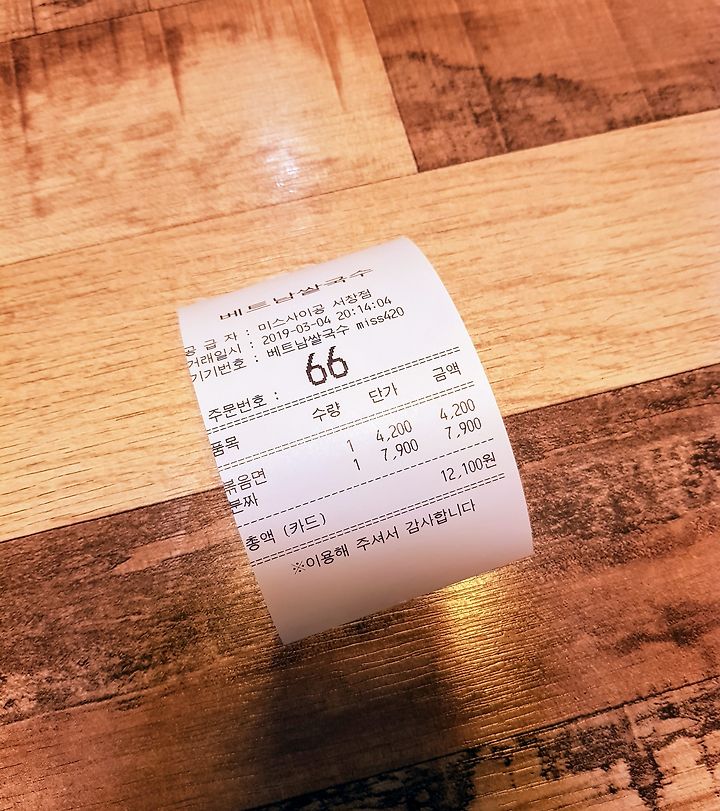 베트남쌀국수
공 급 자 : 미스사이공 서창점
거래일시 : 2019-03-04 20:14:04
기기번호 : 베트남쌀국수 miss420
주문번호 : 66
품목 수량 단가 금액
볶음면 1 4,200 4,200
분짜 1 7,900 7,900
총액 (카드) 12,100원
※이용해 주셔서 감사합니다